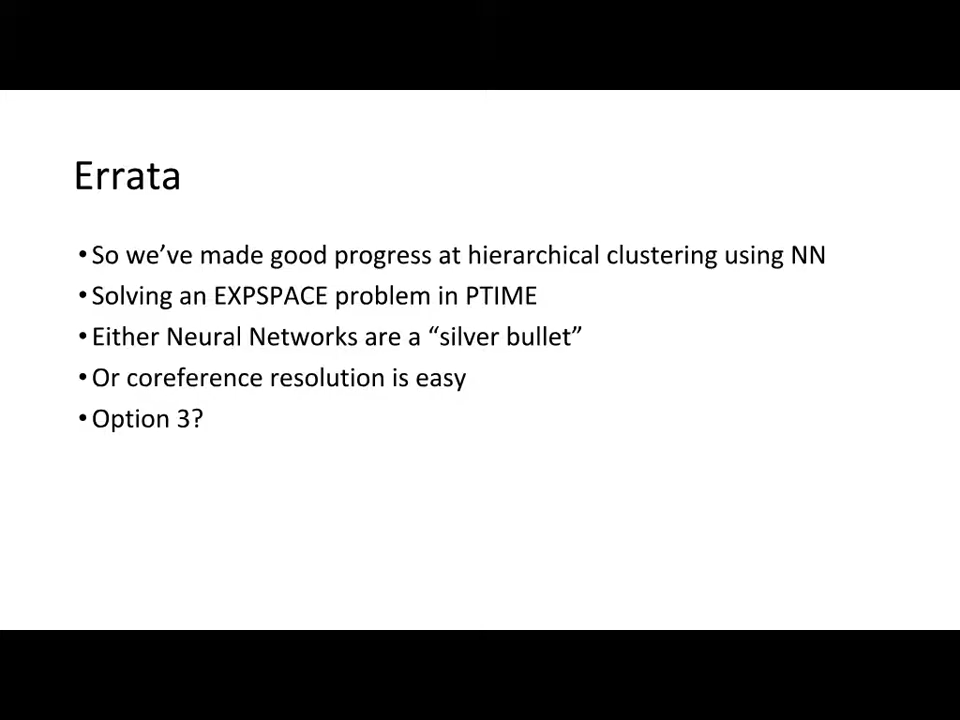 Errata
•So we’ve made good progress at hierarchical clustering using NN
•Solving an EXPSPACE problem in PTIME
•Either Neural Networks are a “silver bullet”
•Or coreference resolution is easy
•Option 3?